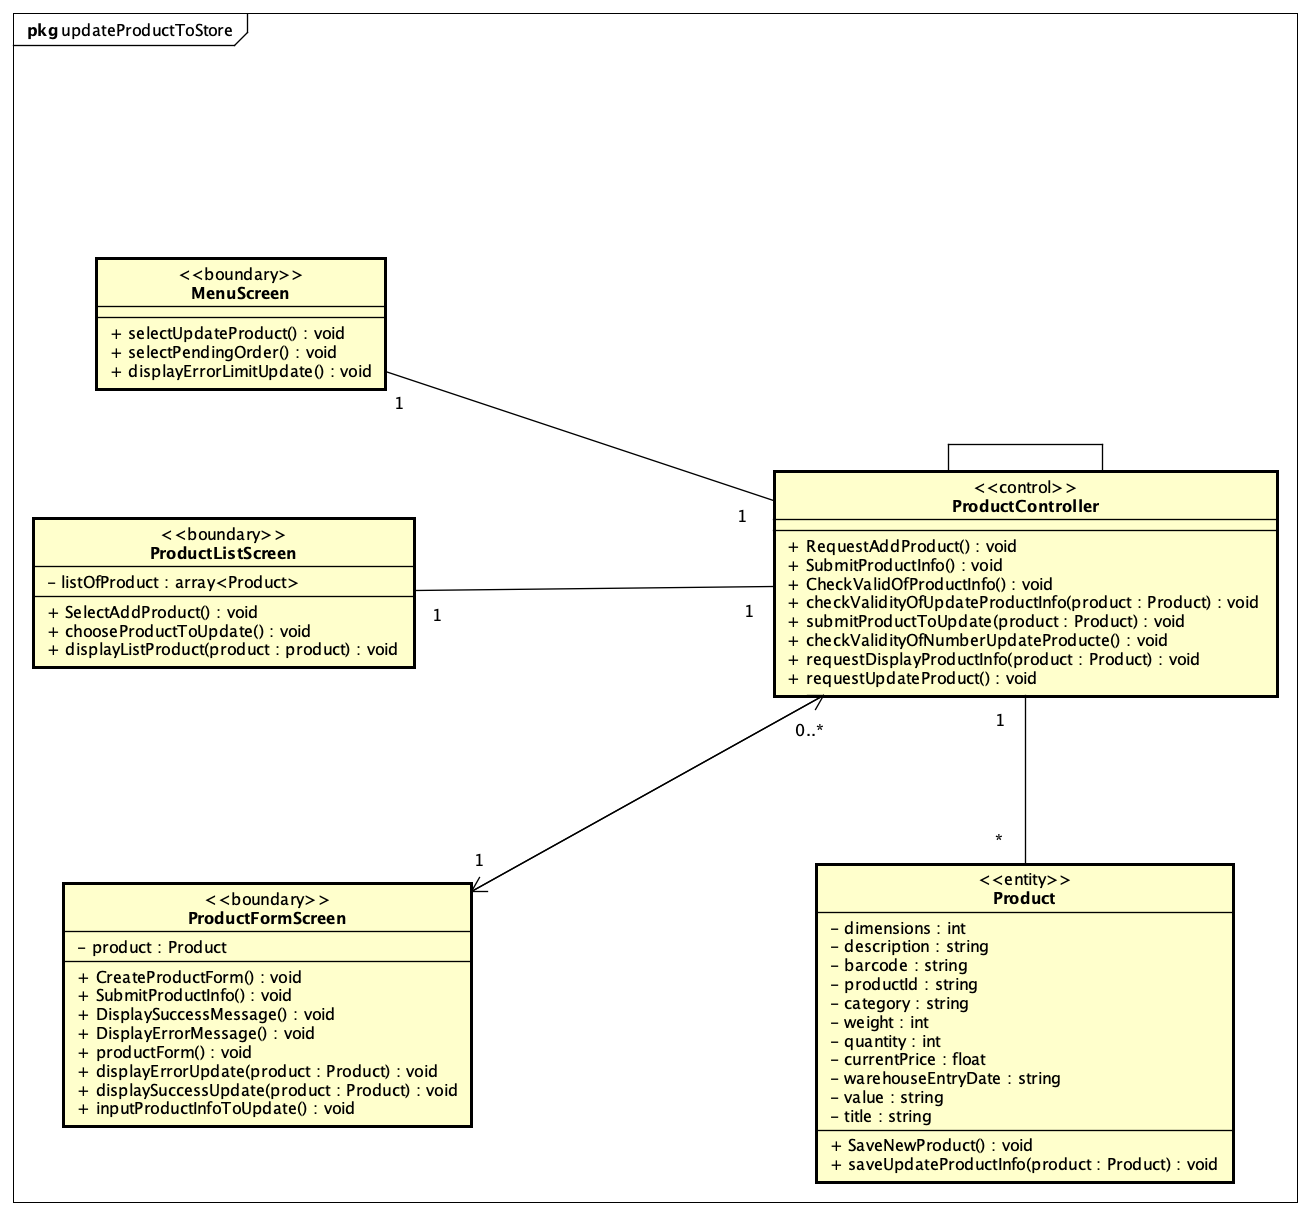 pkg updateProductToStore
<<boundary>>
MenuScreen
+ selectUpdateProduct() : void
+ selectPendingOrder() : void
+ displayErrorLimitUpdate() : void
1
1
<<control>>
ProductController
+ RequestAddProduct() : void
+ SubmitProductInfo() : void
+ CheckValidOfProductInfo() : void
+ checkValidityOfUpdateProductInfo(product : Product) : void
+ submitProductToUpdate(product : Product) : void
+ checkValidityOfNumberUpdateProducte() : void
+ requestDisplayProductInfo(product : Product) : void
+ requestUpdateProduct() : void
<<boundary>>
ProductListScreen
- listOfProduct : array<Product>
+ SelectAddProduct() : void
+ chooseProductToUpdate() : void
+ displayListProduct(product : product) : void
1
1
0..*
1
1
*
<<boundary>>
ProductFormScreen
- product : Product
+ CreateProductForm() : void
+ SubmitProductInfo() : void
+ DisplaySuccessMessage() : void
+ DisplayErrorMessage() : void
+ productForm() : void
+ displayErrorUpdate(product : Product) : void
+ displaySuccessUpdate(product : Product) : void
+ inputProductInfoToUpdate() : void
<<entity>>
Product
- dimensions : int
- description : string
- barcode : string
- productId : string
- category : string
- weight : int
- quantity : int
- currentPrice : float
- warehouseEntryDate : string
- value : string
- title : string
+ SaveNewProduct() : void
+ saveUpdateProductInfo(product : Product) : void